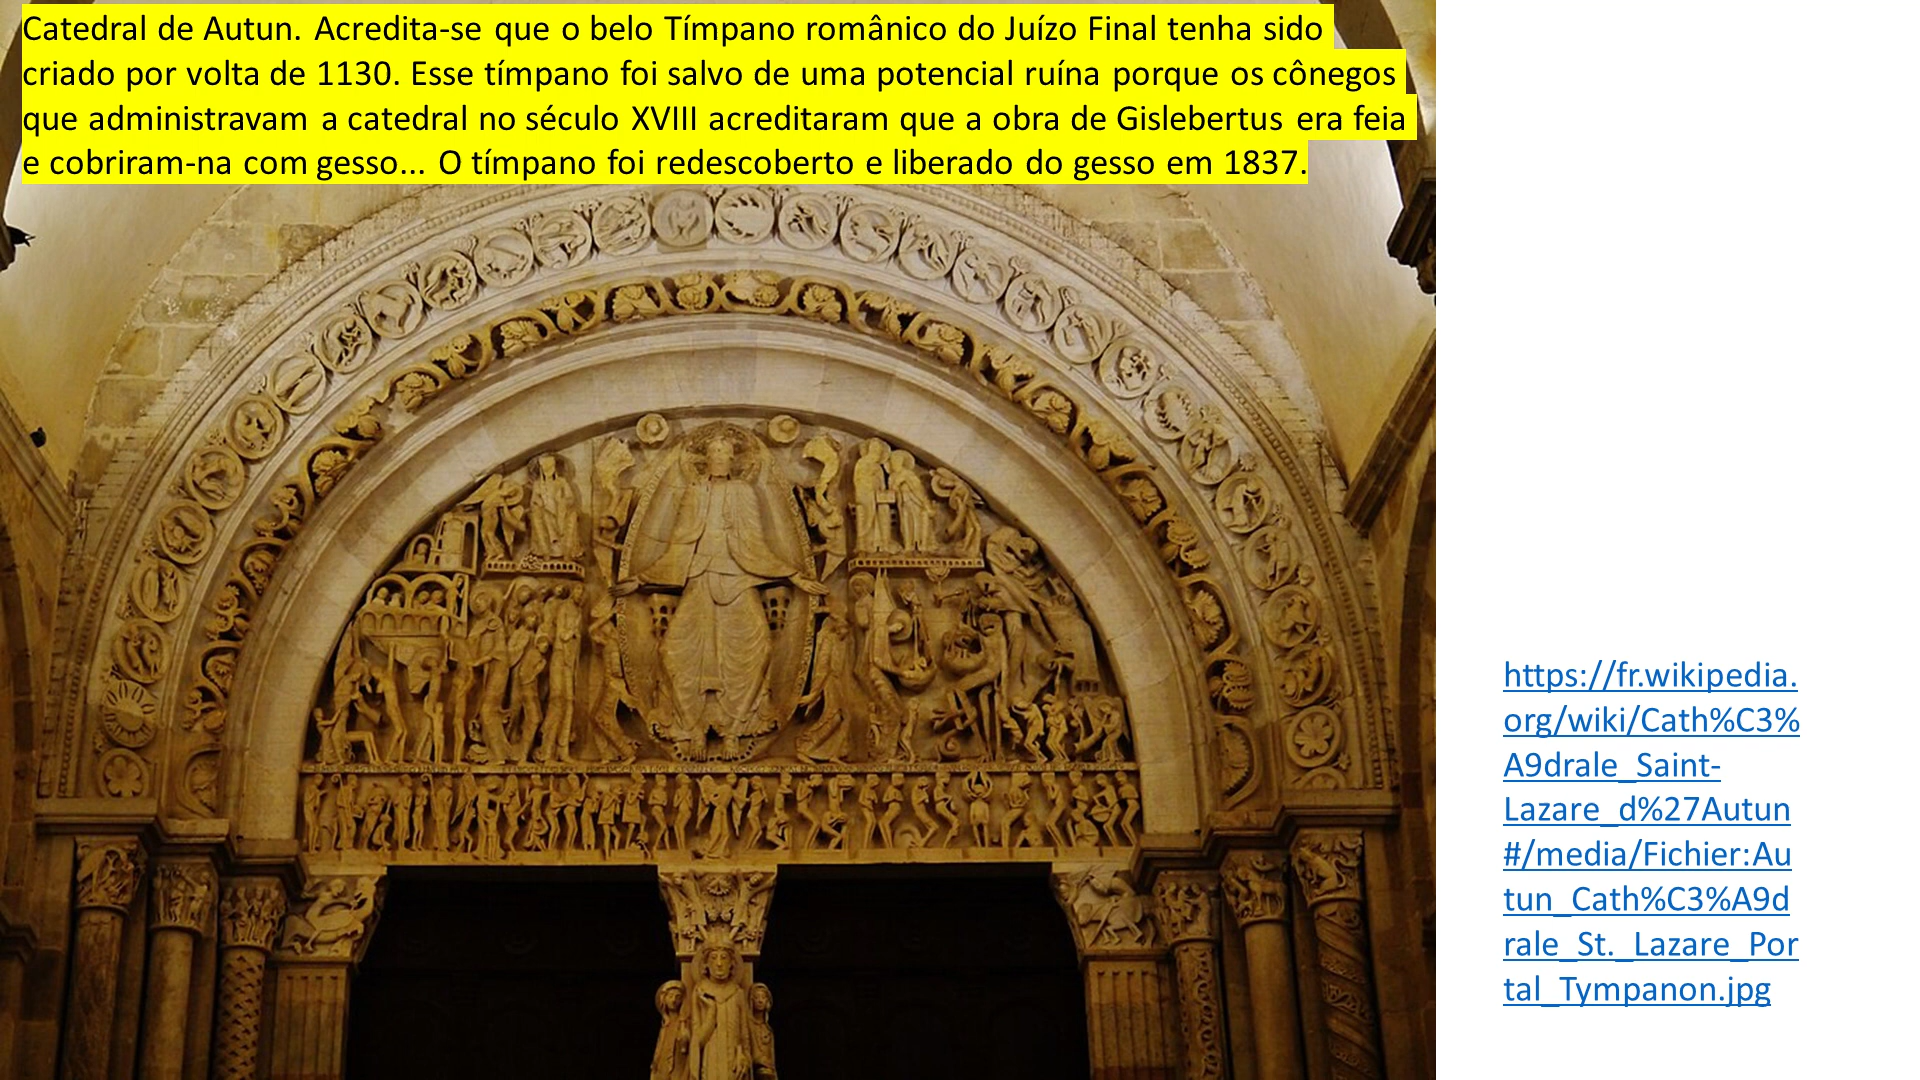 Catedral de Autun. Acredita-se que o belo Tímpano românico do Juízo Final tenha sido
criado por volta de 1130. Esse tímpano foi salvo de uma potencial ruína porque os cônegos
que administravam a catedral no século XVIII acreditaram que a obra de Gislebertus era feia
e cobriram-na com gesso... O tímpano foi redescoberto e liberado do gesso em 1837.
https://fr.wikipedia.
org/wiki/Cath%C3%
A9drale_Saint-
Lazare_d%27Autun
#/media/Fichier:Au
tun_Cath%C3%A9d
rale_St._Lazare_Por
tal_Tympanon.jpg